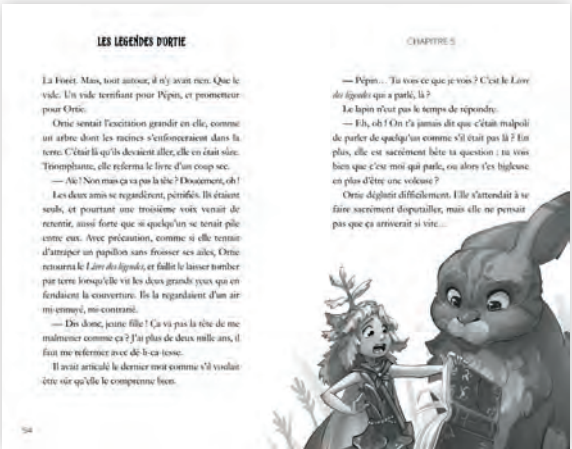 LES LEGENDES D'ORTIE
La Forêt. Mais, tout autour, il n'y avait rien. Que le
vide. Un vide terrifiant pour Pépin, et prometteur
pour Ortie.
Ortie sentait l'excitation grandir en elle, comme
un arbre dont les racines s'enfonceraient dans la
terre. C'était là qu'ils devaient aller, elle en était sûre.
Triomphante, elle referma le livre d'un coup sec.
— Aïe ! Non mais ça va pas la tête ? Doucement, oh !
Les deux amis se regardèrent, pétrifiés. Ils étaient
seuls, et pourtant une troisième voix venait de
retentir, aussi forte que si quelqu'un se tenait pile
entre eux. Avec précaution, comme si elle tentait
d'attraper un papillon sans froisser ses ailes, Ortie
retourna le Livre des légendes, et faillit le laisser tomber
par terre lorsqu'elle vit les deux grands yeux qui en
fendaient la couverture. Ils la regardaient d'un air
mi-ennuyé, mi-contrarié.
— Dis donc, jeune fille ! Ça va pas la tête de me
malmener comme ça ? J'ai plus de deux mille ans, il
faut me refermer avec dé-li-ca-tesse.
Il avait articulé le dernier mot comme s'il voulait
être sûr qu'elle le comprenne bien.
94
CHAPITRE 5
— Pépin... Tu vois ce que je vois ? C'est le Livre
des légendes qui a parlé, là ?
Le lapin n'eut pas le temps de répondre.
— Eh, oh ! On t'a jamais dit que c'était malpoli
de parler de quelqu'un comme s'il était pas là ? En
plus, elle est sacrément bête ta question : tu vois
bien que c'est moi qui parle, ou alors t'es bigleuse
en plus d'être une voleuse ?
Ortie déglutit difficilement. Elle s'attendait à se
faire sacrément disputailler, mais elle ne pensait
pas que ça arriverait si vite...